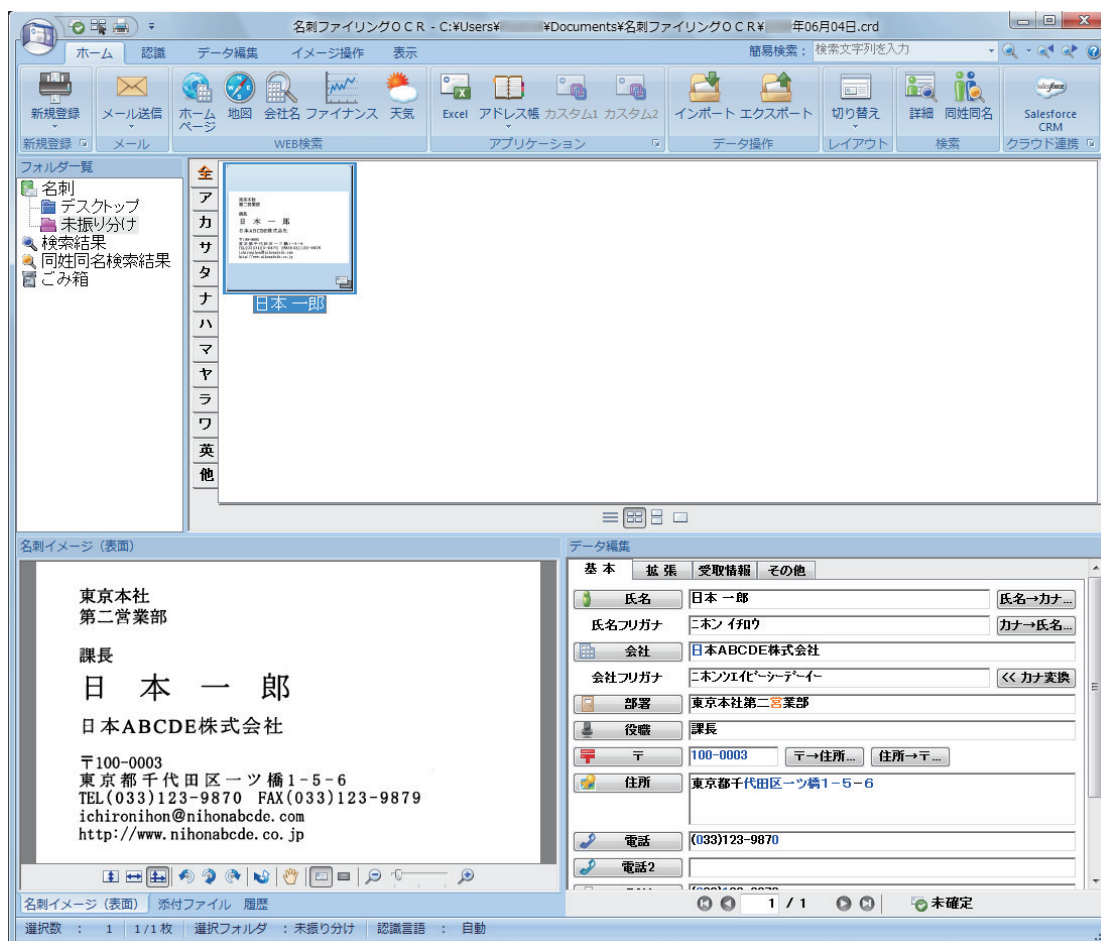 名刺ファイリングOCR - C:¥Users¥ ¥Documents¥名刺ファイリングOCR¥ 年06月04日.crd
ホーム 認識 データ編集 イメージ操作 表示 簡易検索： 検索文字列を入力
新規登録 メール送信 ホームページ 地図 会社名 ファイナンス 天気 Excel アドレス帳 カスタム1 カスタム2 インポート エクスポート 切り替え 詳細 同姓同名 Salesforce CRM
新規登録 メール WEB検索 アプリケーション データ操作 レイアウト 検索 クラウド連携
フォルダ一覧
名刺
デスクトップ
未振り分け
検索結果
同姓同名検索結果
ごみ箱
全
ア
カ
サ
タ
ナ
ハ
マ
ヤ
ラ
ワ
英
他
日本 一郎
名刺イメージ（表面）
東京本社
第二営業部
課長
日本一郎
日本ABCDE株式会社
〒100-0003
東京都千代田区一ツ橋1-5-6
TEL(033)123-9870 FAX(033)123-9879
ichironihon@nihonabcde.com
http://www.nihonabcde.co.jp
名刺イメージ（表面） 添付ファイル 履歴
データ編集
基本 拡張 受取情報 その他
氏名 日本 一郎 氏名→カナ...
氏名フリガナ ニホン イチロウ カナ→氏名...
会社 日本ABCDE株式会社
会社フリガナ ニホンソエイビーシーデーイー << カナ変換
部署 東京本社第二営業部
役職 課長
〒 100-0003 〒→住所... 住所→〒...
住所 東京都千代田区一ツ橋1-5-6
電話 (033)123-9870
電話2
1 / 1 未確定
選択数 : 1 1/1枚 選択フォルダ : 未振り分け 認識言語 : 自動